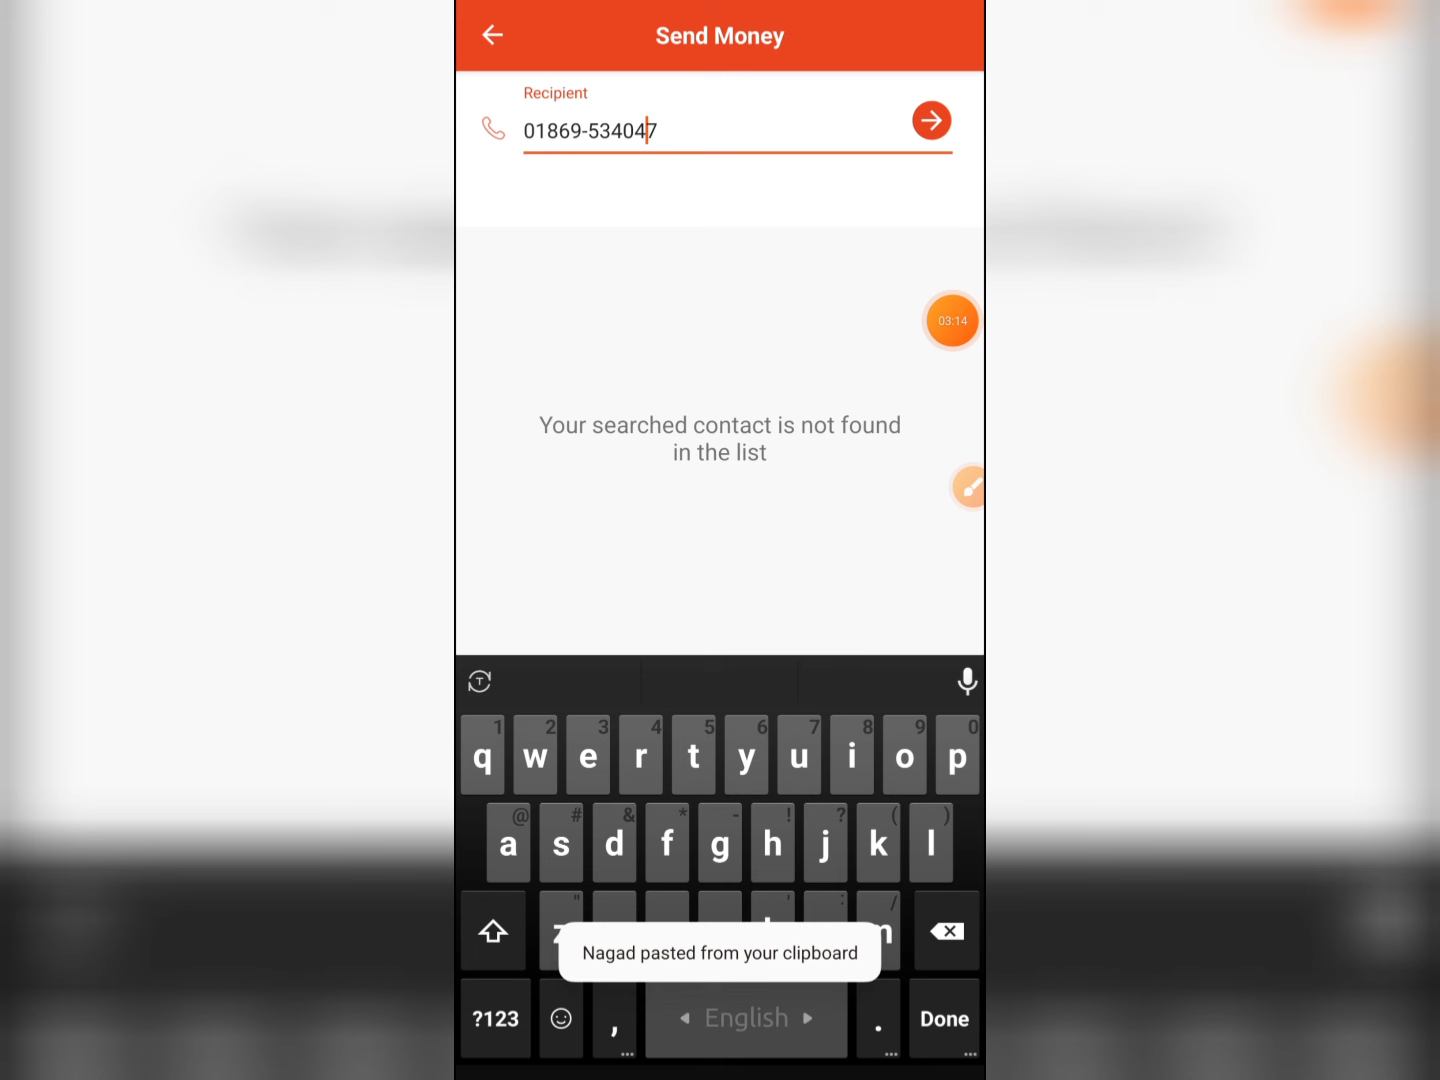 Send Money
Recipient
01869-534047
03:14
Your searched contact is not found
in the list
1 2 3 4 5 6 7 8 9 0
q w e r t y u i o p
@ # & * - ! ? ( )
a s d f g h j k l
" ' : /
z
Nagad pasted from your clipboard
?123 , English . Done